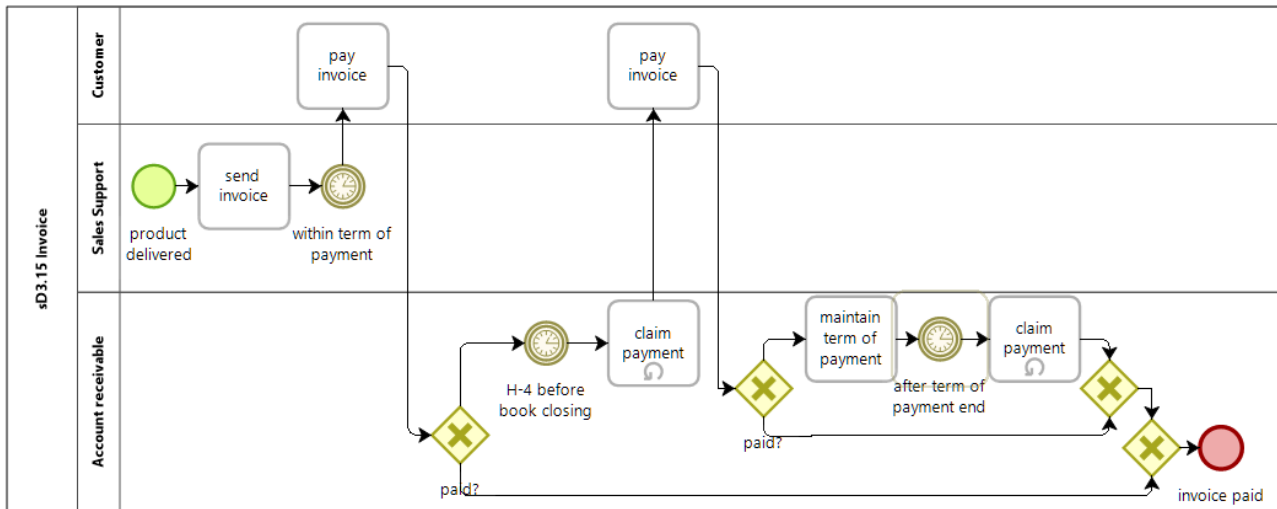 sD3.15 Invoice
Customer
pay
invoice
pay
invoice
Sales Support
send
invoice
product
delivered
within term of
payment
Account receivable
claim
payment
H-4 before
book closing
paid?
maintain
term of
payment
after term of
payment end
claim
payment
paid?
invoice paid